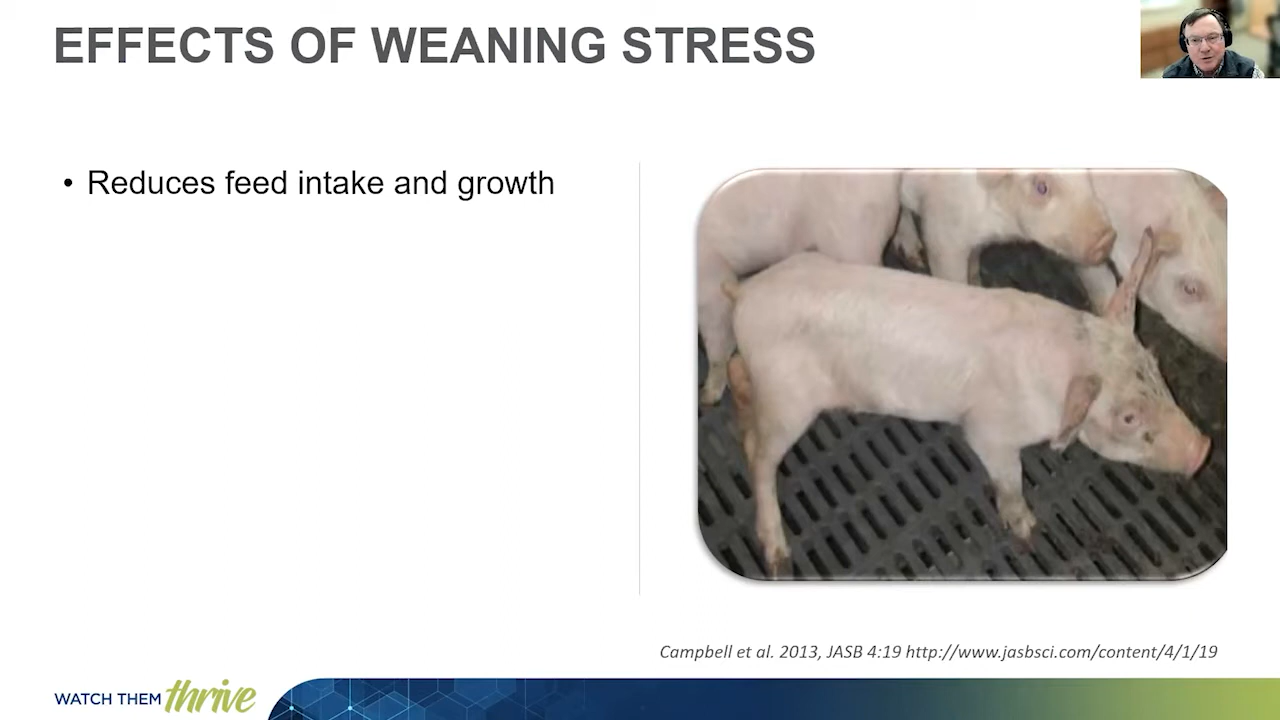 EFFECTS OF WEANING STRESS
• Reduces feed intake and growth
Campbell et al. 2013, JASB 4:19 http://www.jasbsci.com/content/4/1/19
WATCH THEM thrive